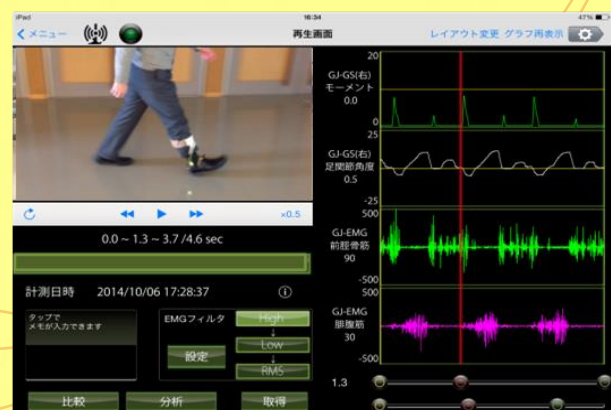 iPad
16:34
47%
メニュー
再生画面
レイアウト変更 グラフ再表示
×0.5
0.0 ~ 1.3 ~ 3.7 /4.6 sec
計測日時 2014/10/06 17:28:37
タップで
メモが入力できます
EMGフィルタ
設定
High
↓
Low
↓
RMS
比較
分析
取得
20
GJ-GS(右)
モーメント
0.0
0
25
GJ-GS(右)
足関節角度
0.5
-25
500
GJ-EMG
前脛骨筋
90
-500
500
GJ-EMG
腓腹筋
30
-500
1.3